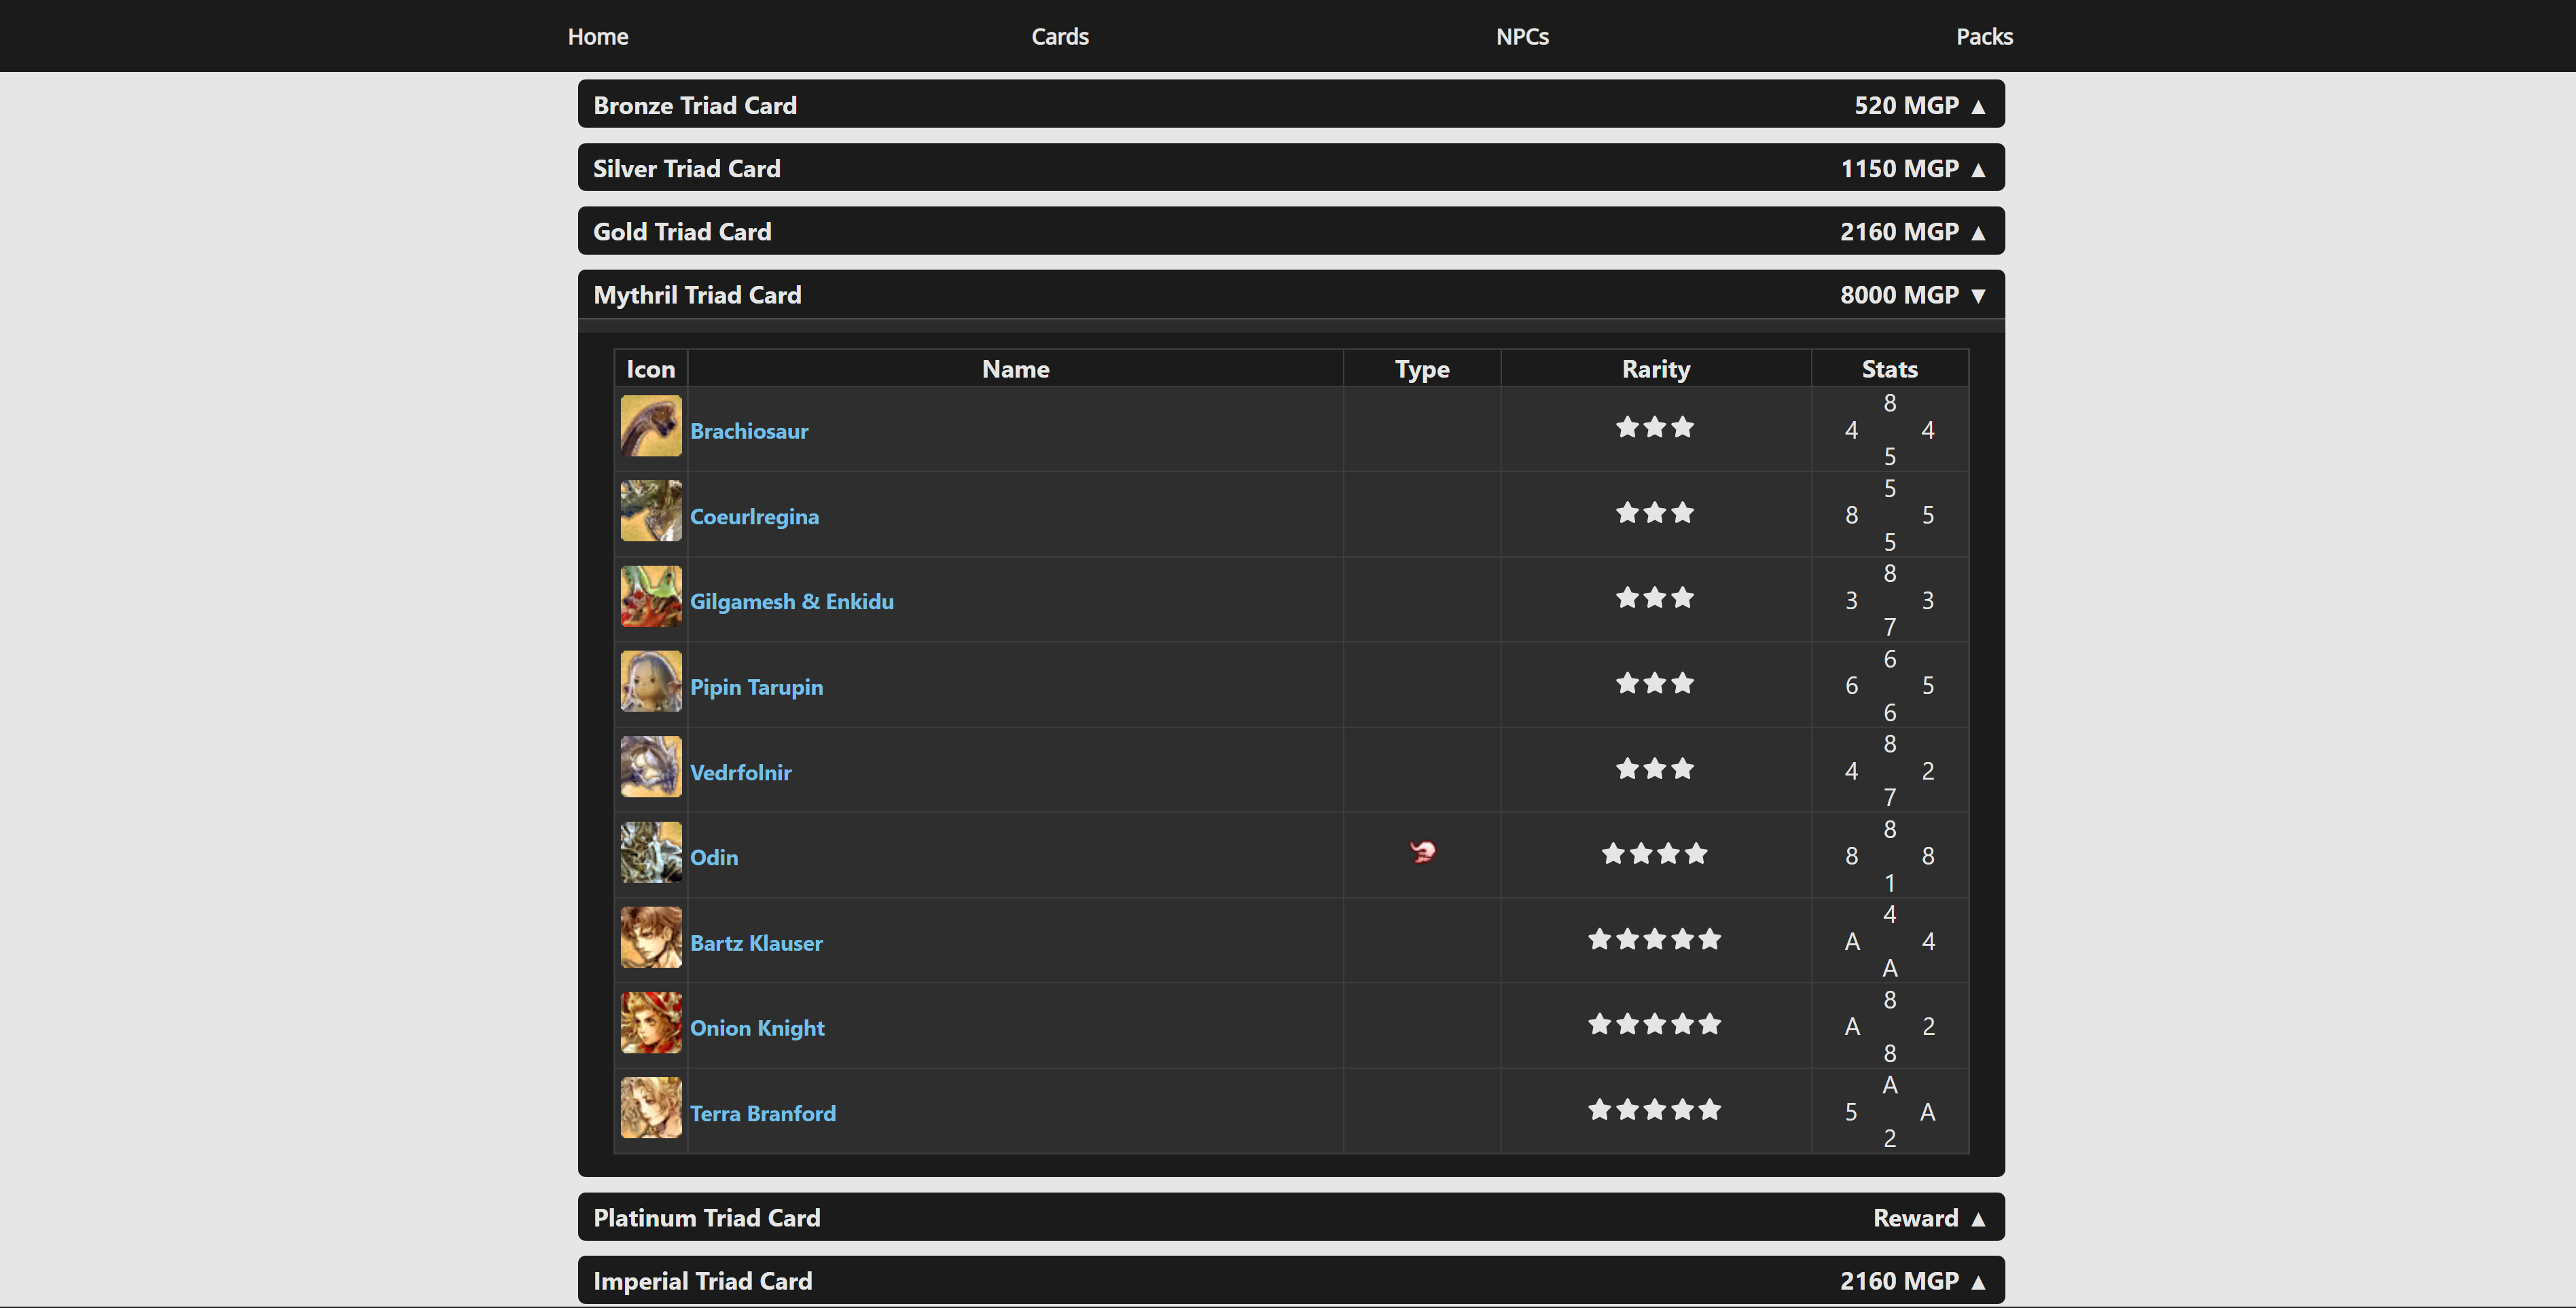 Home Cards NPCs Packs
Bronze Triad Card 520 MGP ▲
Silver Triad Card 1150 MGP ▲
Gold Triad Card 2160 MGP ▲
Mythril Triad Card 8000 MGP ▼
Icon Name Type Rarity Stats
8
Brachiosaur 4 4
5
5
Coeurlregina 8 5
5
8
Gilgamesh & Enkidu 3 3
7
6
Pipin Tarupin 6 5
6
8
Vedrfolnir 4 2
7
8
Odin 8 8
1
4
Bartz Klauser A 4
A
8
Onion Knight A 2
8
A
Terra Branford 5 A
2
Platinum Triad Card Reward ▲
Imperial Triad Card 2160 MGP ▲